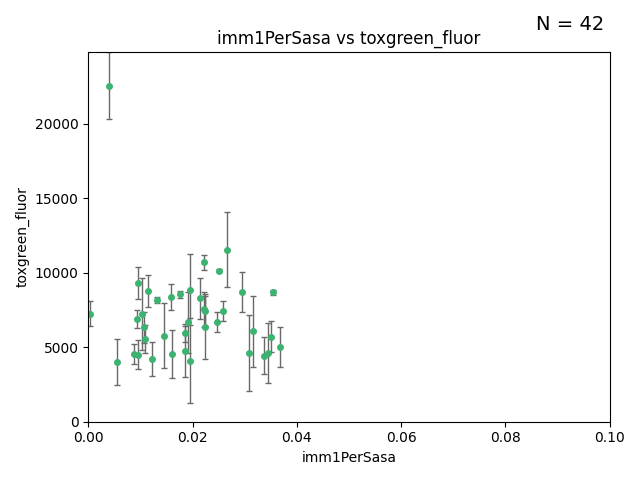 N = 42
imm1PerSasa vs toxgreen_fluor
toxgreen_fluor
20000
15000
10000
5000
0
0.00 0.02 0.04 0.06 0.08 0.10
imm1PerSasa